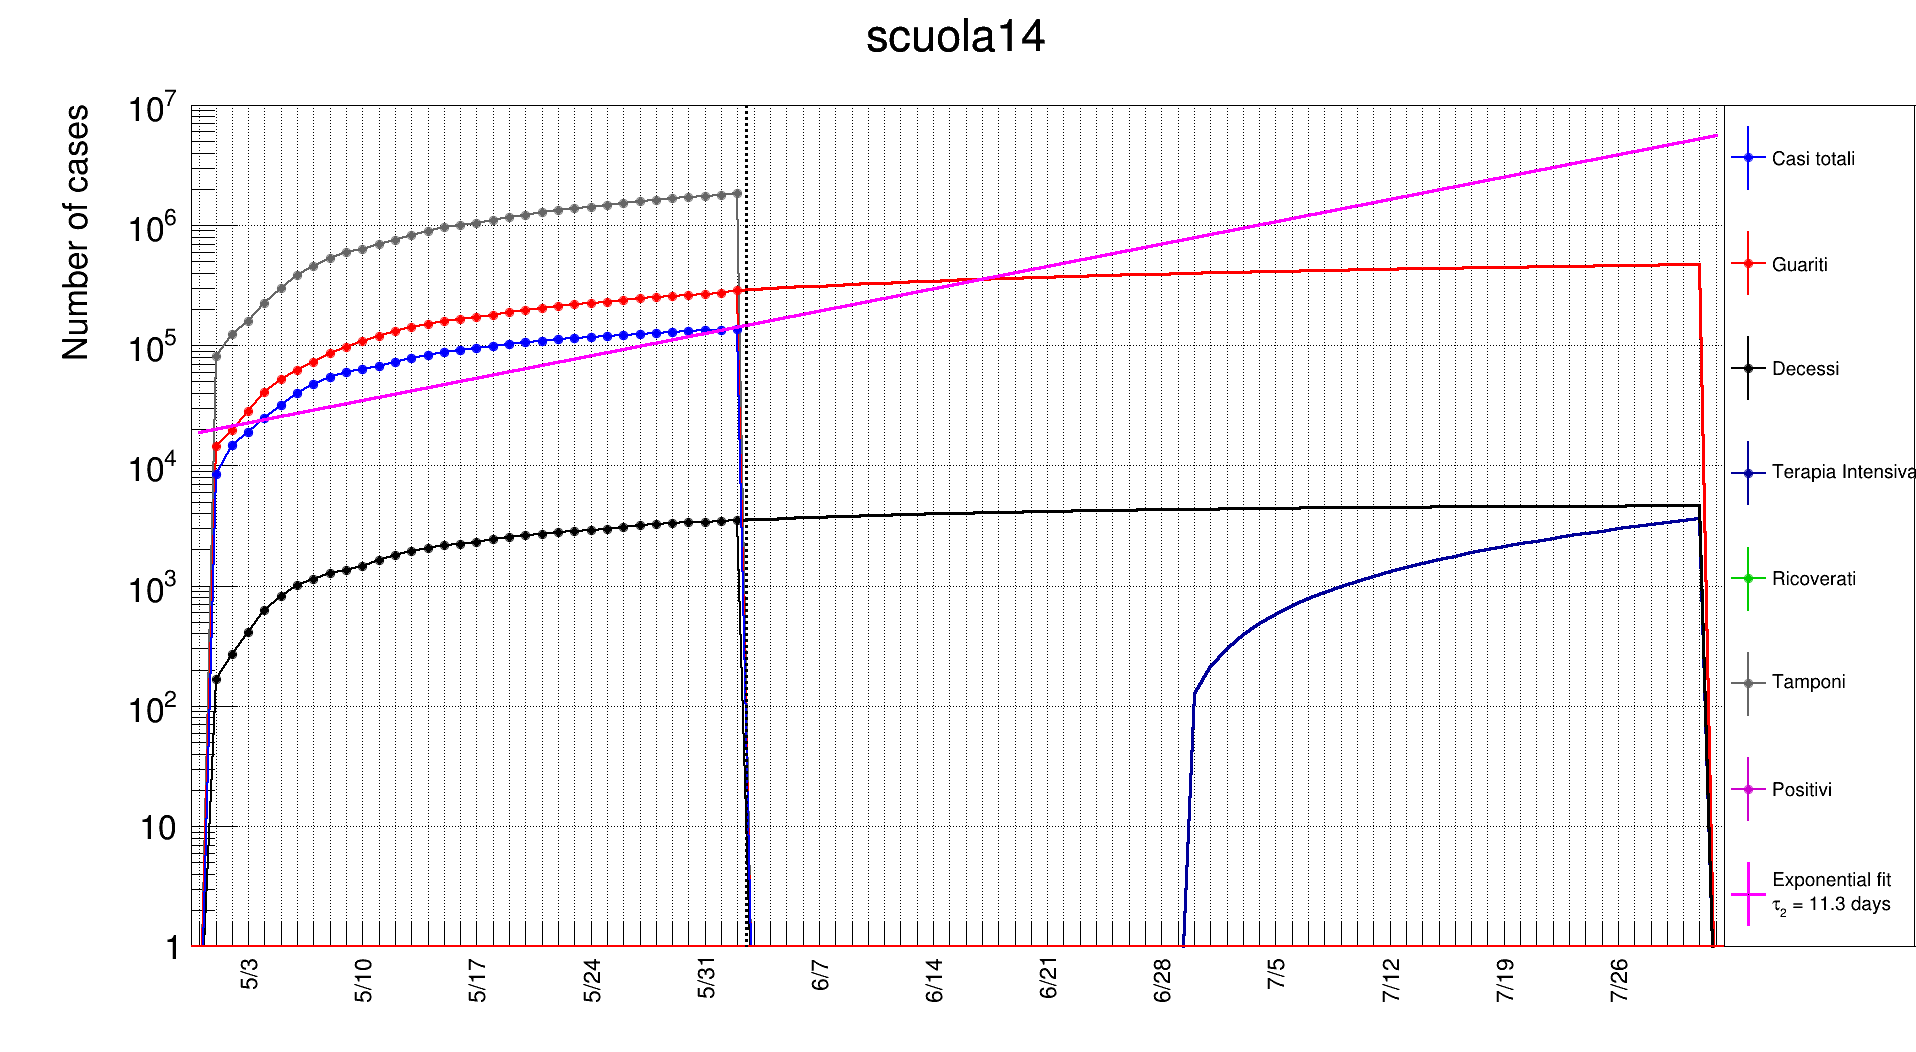 scuola14
Number of cases
10^7
10^6
10^5
10^4
10^3
10^2
10
1
5/3
5/10
5/17
5/24
5/31
6/7
6/14
6/21
6/28
7/5
7/12
7/19
7/26
Casi totali
Guariti
Decessi
Terapia Intensiva
Ricoverati
Tamponi
Positivi
Exponential fit
τ₂ = 11.3 days